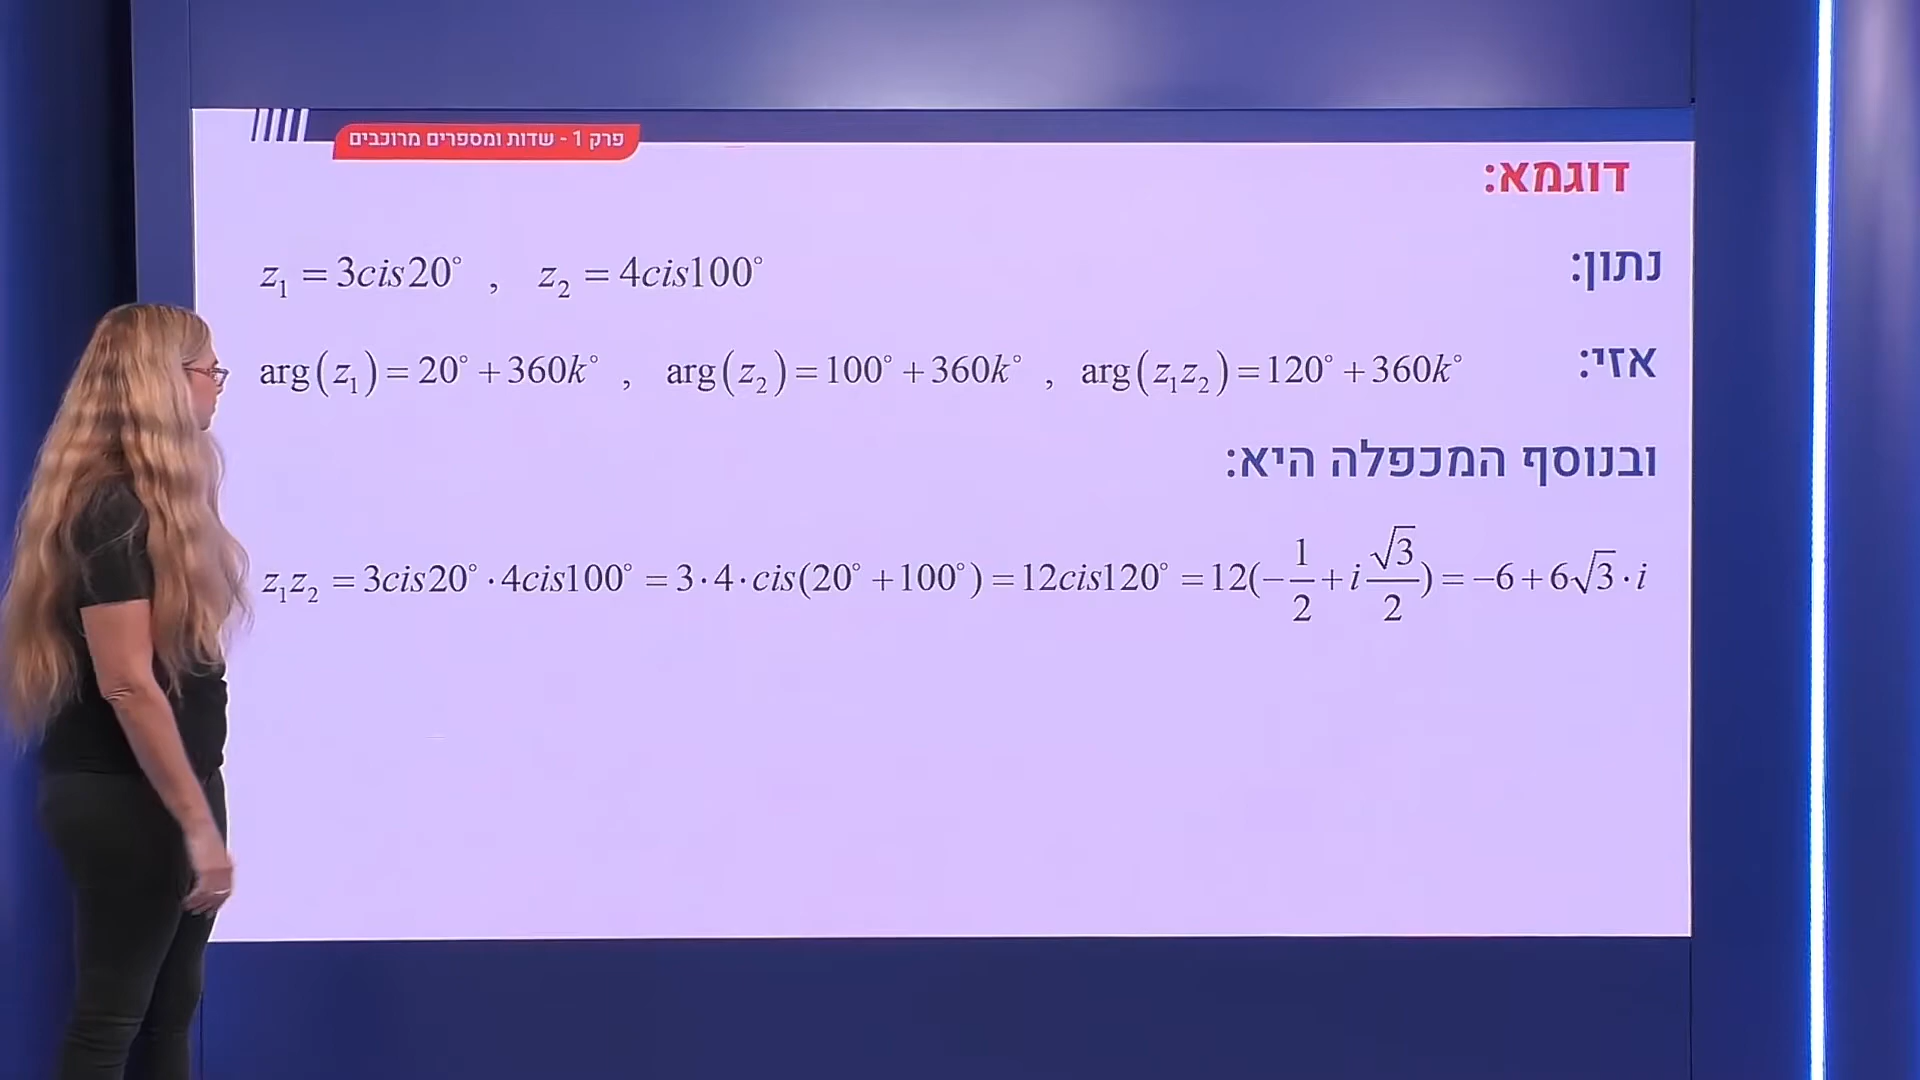 פרק 1 - שדות ומספרים מרוכבים
דוגמא:
נתון: z₁ = 3cis20° , z₂ = 4cis100°
אזי: arg(z₁) = 20° + 360k° , arg(z₂) = 100° + 360k° , arg(z₁z₂) = 120° + 360k°
ובנוסף המכפלה היא:
z₁z₂ = 3cis20° · 4cis100° = 3 · 4 · cis(20° + 100°) = 12cis120° = 12(-1/2 + i √3/2) = -6 + 6√3 · i